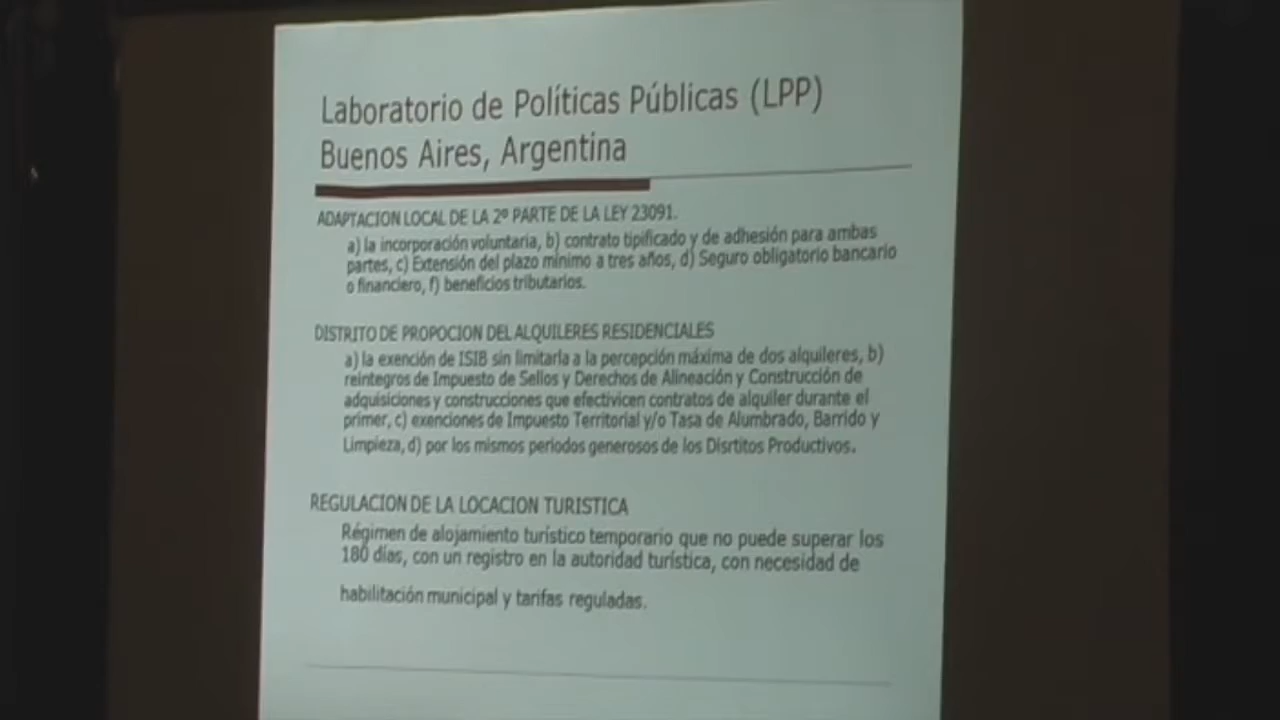 Laboratorio de Políticas Públicas (LPP)
Buenos Aires, Argentina
ADAPTACION LOCAL DE LA 2º PARTE DE LA LEY 23091.
a) la incorporación voluntaria, b) contrato tipificado y de adhesión para ambas
partes, c) Extensión del plazo mínimo a tres años, d) Seguro obligatorio bancario
o financiero, f) beneficios tributarios.
DISTRITO DE PROPOCION DEL ALQUILERES RESIDENCIALES
a) la exención de ISIB sin limitarla a la percepción máxima de dos alquileres, b)
reintegros de Impuesto de Sellos y Derechos de Alineación y Construcción de
adquisiciones y construcciones que efectivicen contratos de alquiler durante el
primer, c) exenciones de Impuesto Territorial y/o Tasa de Alumbrado, Barrido y
Limpieza, d) por los mismos periodos generosos de los Disrtitos Productivos.
REGULACION DE LA LOCACION TURISTICA
Régimen de alojamiento turístico temporario que no puede superar los
180 días, con un registro en la autoridad turística, con necesidad de
habilitación municipal y tarifas reguladas.